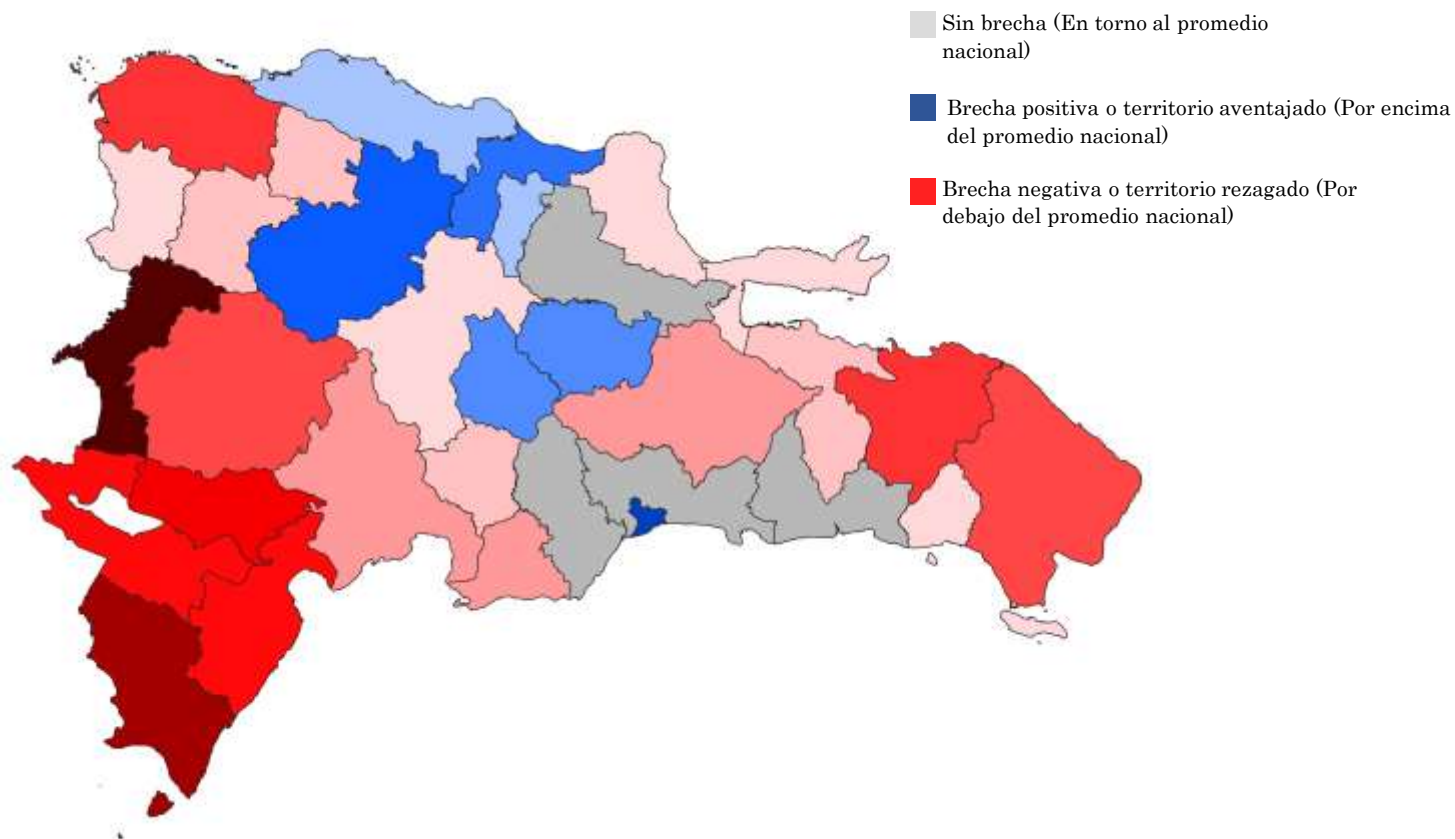 Sin brecha (En torno al promedio
nacional)
Brecha positiva o territorio aventajado (Por encima
del promedio nacional)
Brecha negativa o territorio rezagado (Por
debajo del promedio nacional)